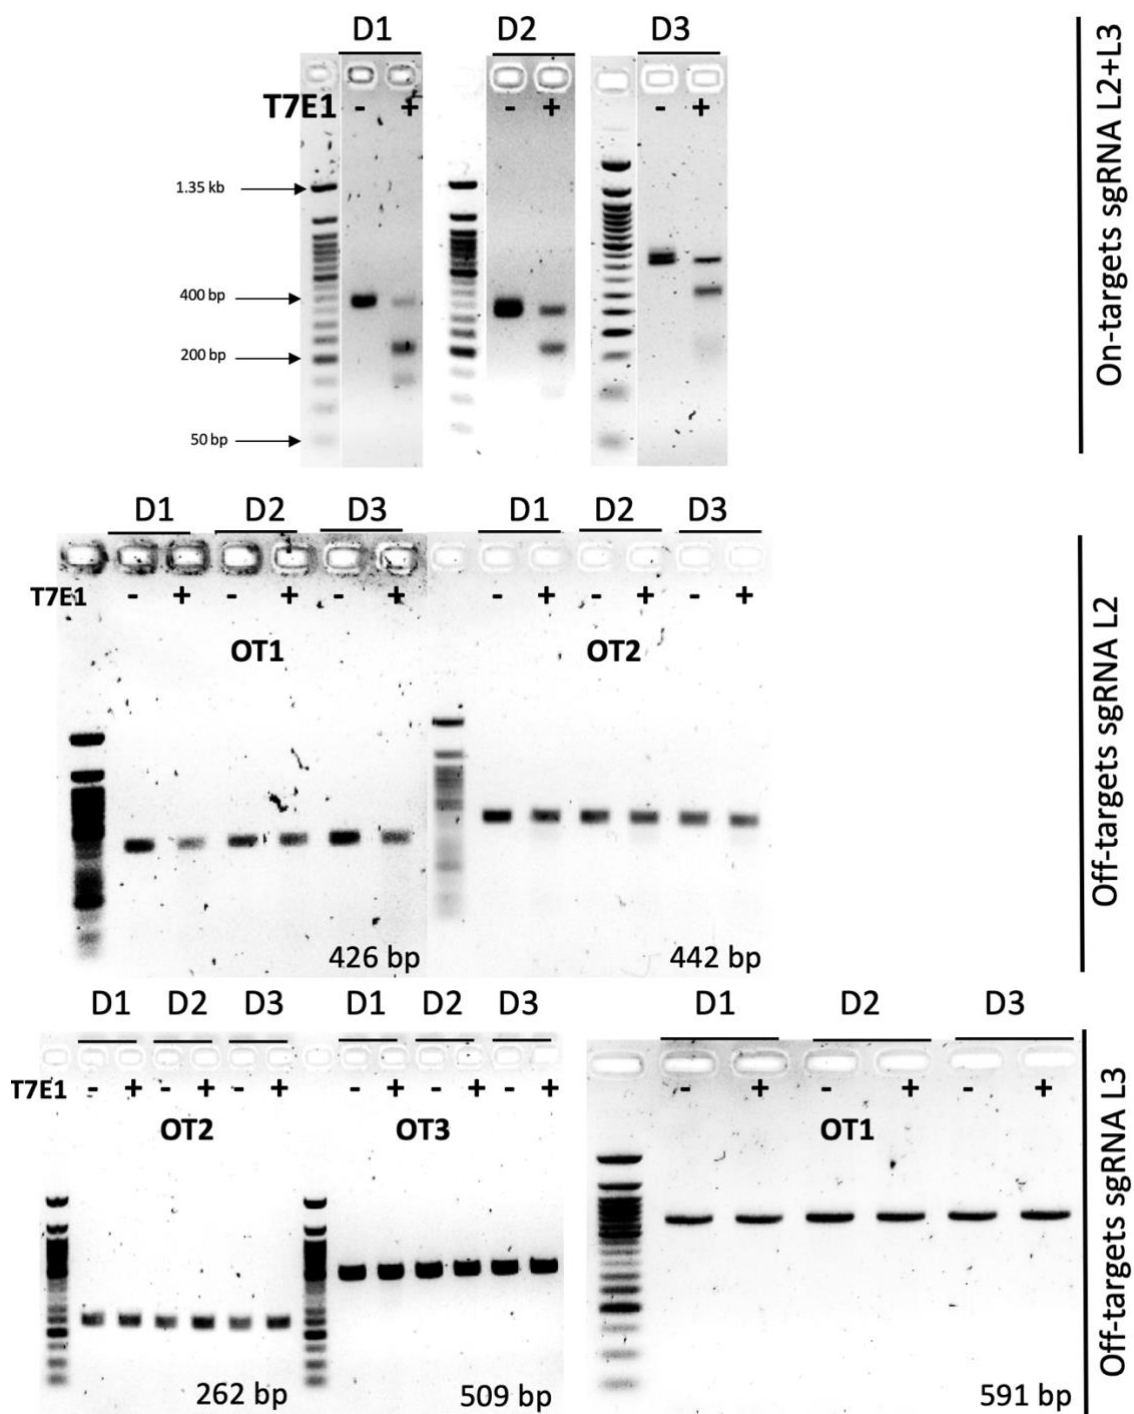 D1 D2 D3
T7E1 - + - + - +
1.35 kb
400 bp
200 bp
50 bp
On-targets sgRNA L2+L3
D1 D2 D3 D1 D2 D3
T7E1 - + - + - + - + - + - +
OT1 OT2
426 bp 442 bp
Off-targets sgRNA L2
D1 D2 D3 D1 D2 D3 D1 D2 D3
T7E1 - + - + - + - + - + - + - + - + - +
OT2 OT3 OT1
262 bp 509 bp 591 bp
Off-targets sgRNA L3